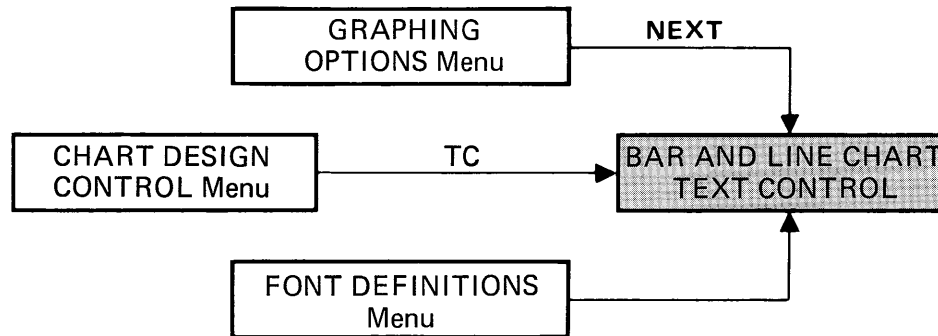 GRAPHING
OPTIONS Menu
NEXT
CHART DESIGN
CONTROL Menu
TC
BAR AND LINE CHART
TEXT CONTROL
FONT DEFINITIONS
Menu